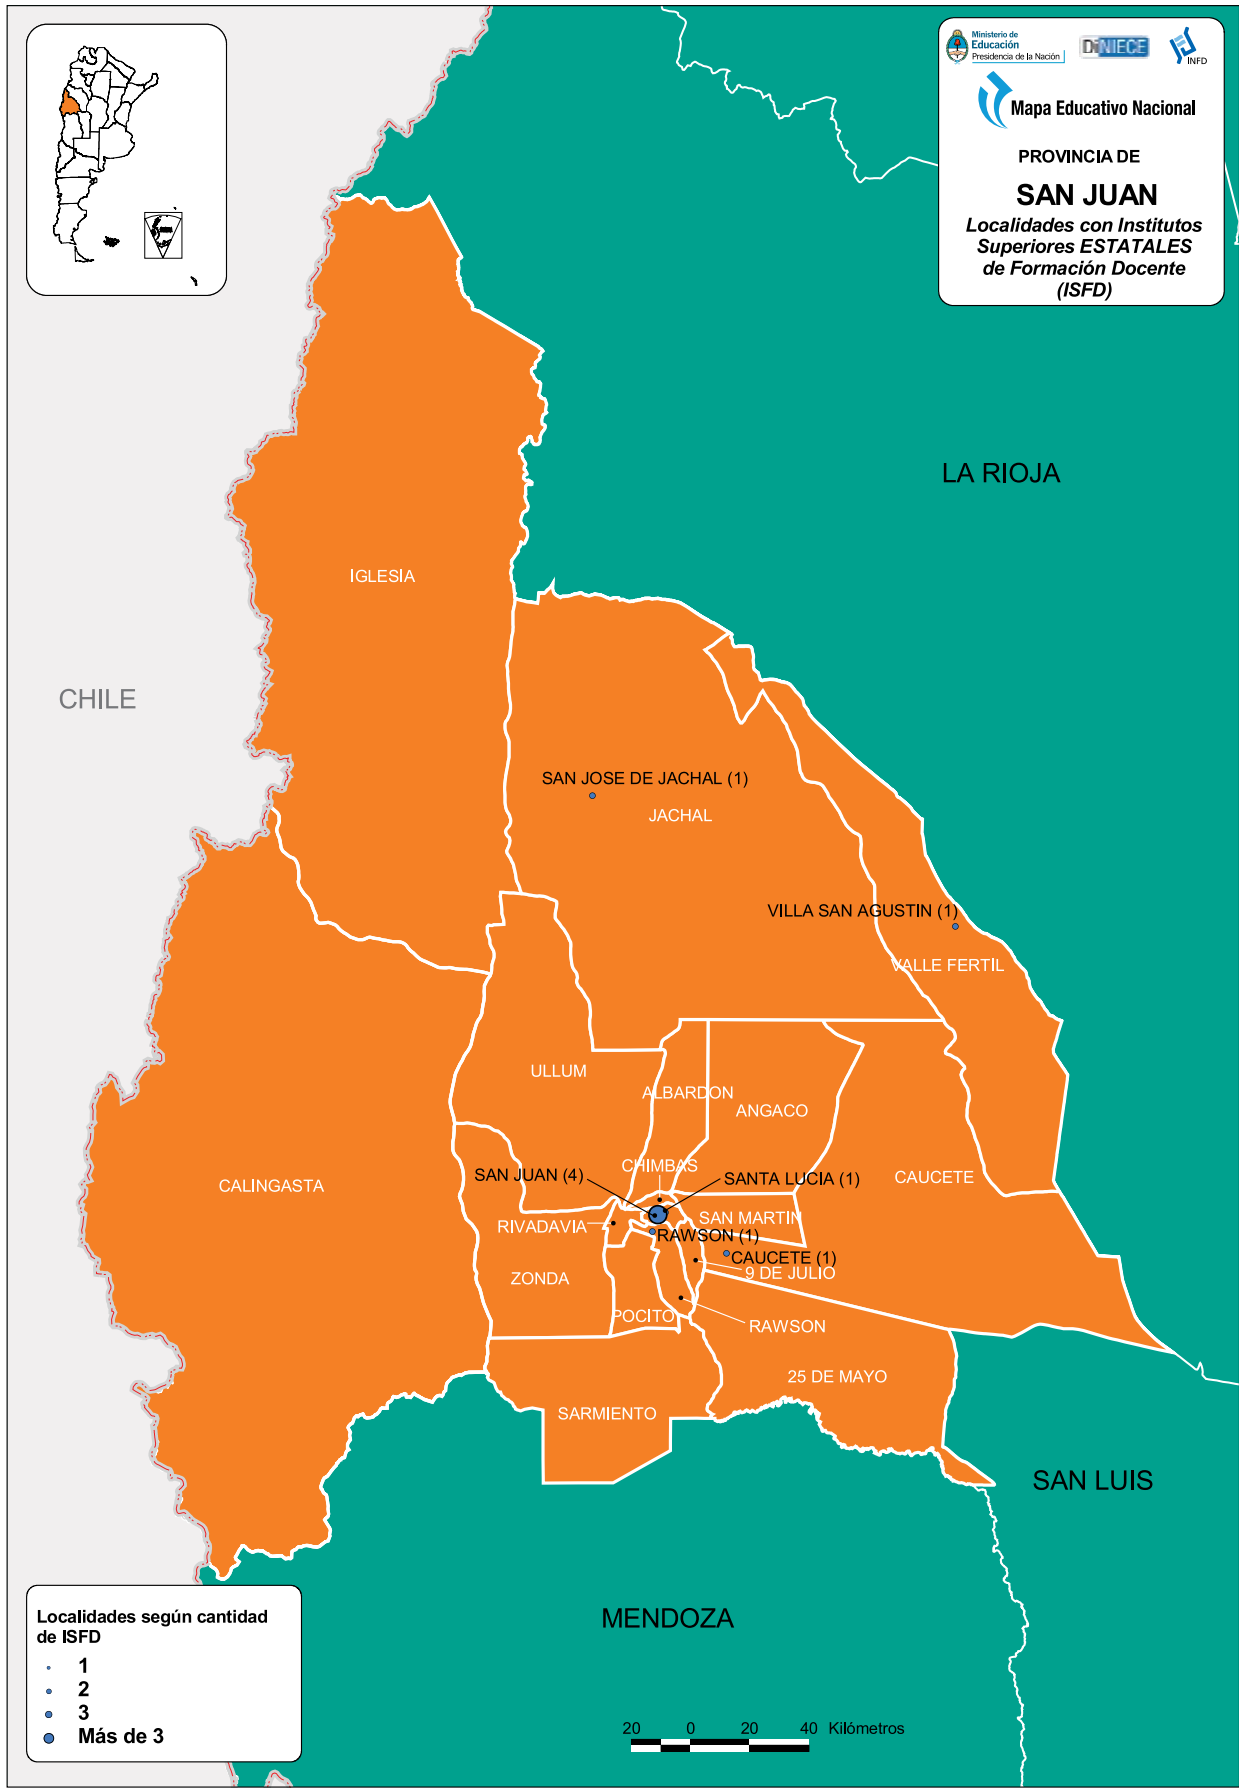 Ministerio de
Educación
Presidencia de la Nación
DiNIECE
INFD
Mapa Educativo Nacional
PROVINCIA DE
SAN JUAN
Localidades con Institutos
Superiores ESTATALES
de Formación Docente
(ISFD)
LA RIOJA
IGLESIA
CHILE
SAN JOSE DE JACHAL (1)
JACHAL
VILLA SAN AGUSTIN (1)
VALLE FERTIL
ULLUM
ALBARDON
ANGACO
CHIMBAS
SAN JUAN (4)
SANTA LUCIA (1)
CAUCETE
CALINGASTA
SAN MARTIN
RIVADAVIA
RAWSON (1)
CAUCETE (1)
9 DE JULIO
ZONDA
POCITO
RAWSON
25 DE MAYO
SARMIENTO
SAN LUIS
MENDOZA
Localidades según cantidad
de ISFD
1
2
3
Más de 3
20 0 20 40 Kilómetros